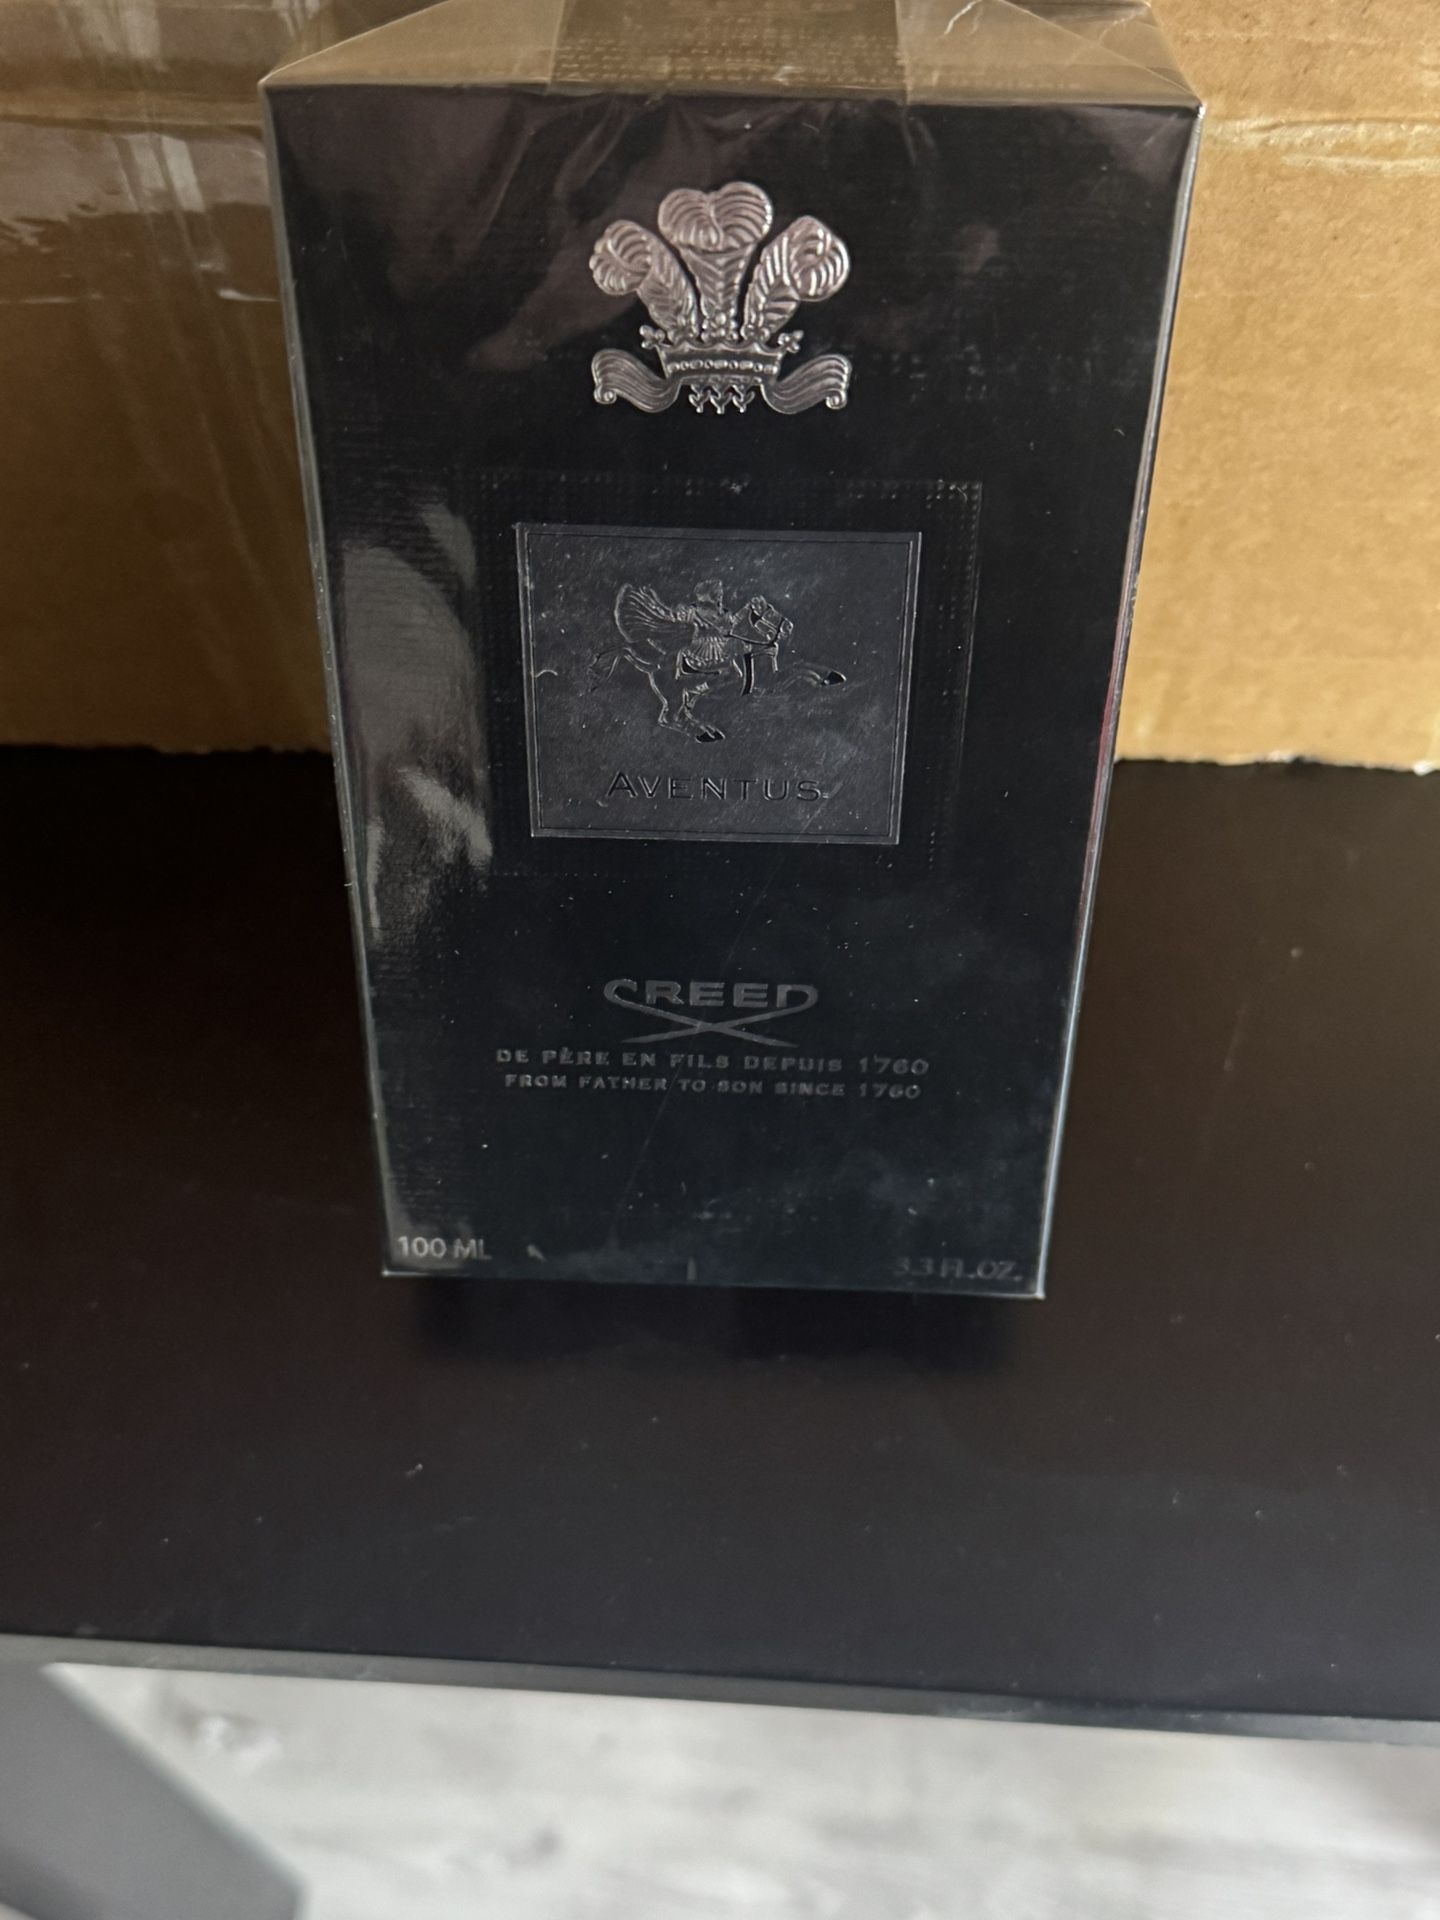 AVENTUS
CREED
DE PÈRE EN FILS DEPUIS 1760
FROM FATHER TO SON SINCE 1760
100 ML
3.3 FL.OZ.